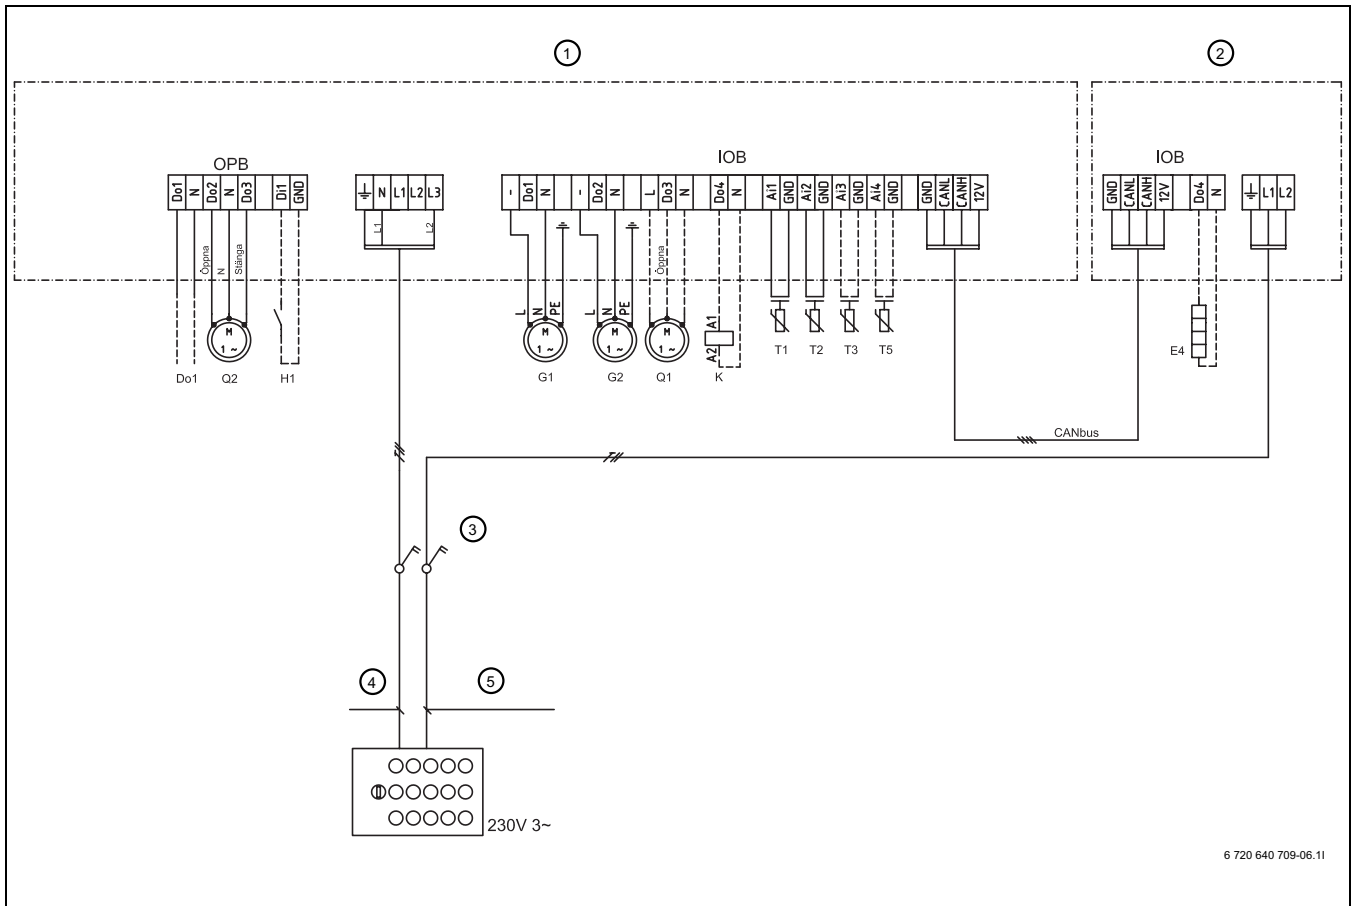 1
2
OPB
IOB
IOB
Do1 N Do2 N Do3 Di1 GND
N L1 L2 L3
- Do1 N - Do2 N L Do3 N Do4 N Ai1 GND Ai2 GND Ai3 GND Ai4 GND GND CANL CANH 12V
GND CANL CANH 12V Do4 N
L1 L2
Öppna N Stänga
L1 L2
Öppna
L N PE
L N PE
A1
A2
M
1 ~
M
1 ~
M
1 ~
M
1 ~
Do1 Q2 H1
G1 G2 Q1 K T1 T2 T3 T5
E4
CANbus
3
4
5
230V 3~
6 720 640 709-06.1I